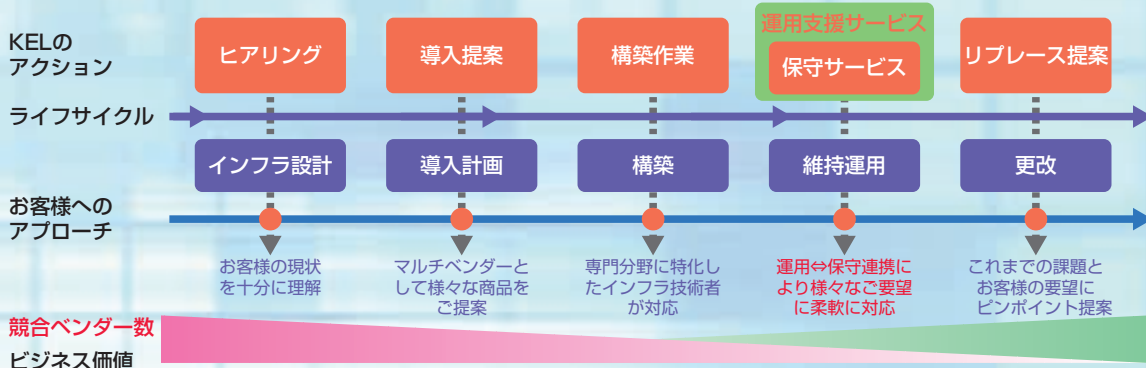 KELの
アクション
ヒアリング
導入提案
構築作業
運用支援サービス
保守サービス
リプレース提案
ライフサイクル
インフラ設計
導入計画
構築
維持運用
更改
お客様への
アプローチ
お客様の現状
を十分に理解
マルチベンダーと
して様々な商品を
ご提案
専門分野に特化し
たインフラ技術者
が対応
運用⇔保守連携に
より様々なご要望
に柔軟に対応
これまでの課題と
お客様の要望に
ピンポイント提案
競合ベンダー数
ビジネス価値